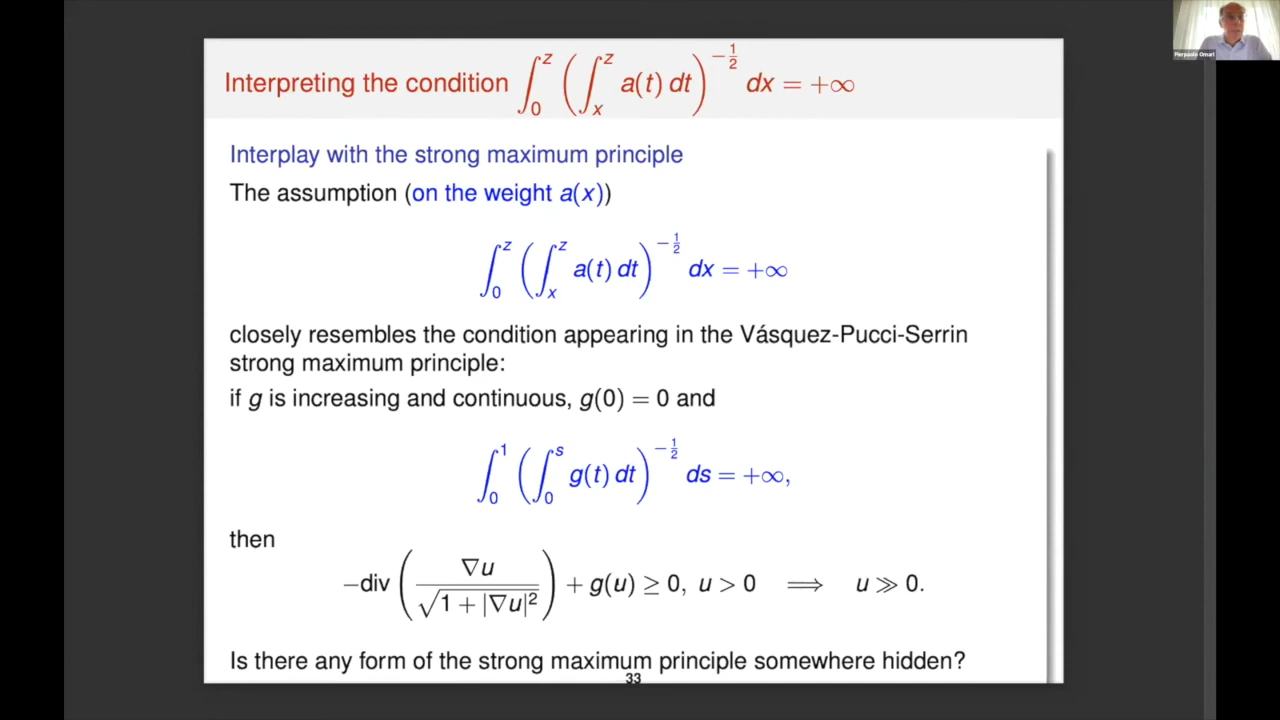 Pierpaolo Omari
Interpreting the condition ∫_0^z (∫_x^z a(t) dt)^{-1/2} dx = +∞
Interplay with the strong maximum principle
The assumption (on the weight a(x))
∫_0^z (∫_x^z a(t) dt)^{-1/2} dx = +∞
closely resembles the condition appearing in the Vásquez-Pucci-Serrin
strong maximum principle:
if g is increasing and continuous, g(0) = 0 and
∫_0^1 (∫_0^s g(t) dt)^{-1/2} ds = +∞,
then
−div (∇u / √(1 + |∇u|²)) + g(u) ≥ 0, u > 0 ⟹ u ≫ 0.
Is there any form of the strong maximum principle somewhere hidden?
33